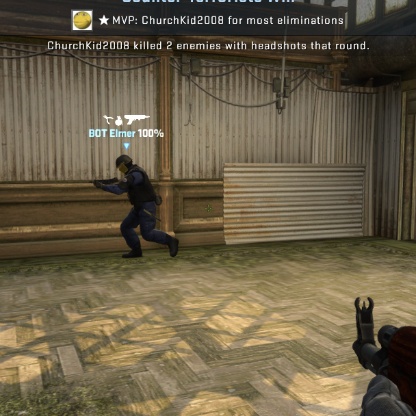 Counter-Terrorists Win
MVP: ChurchKid2008 for most eliminations
ChurchKid2008 killed 2 enemies with headshots that round.
BOT Elmer 100%